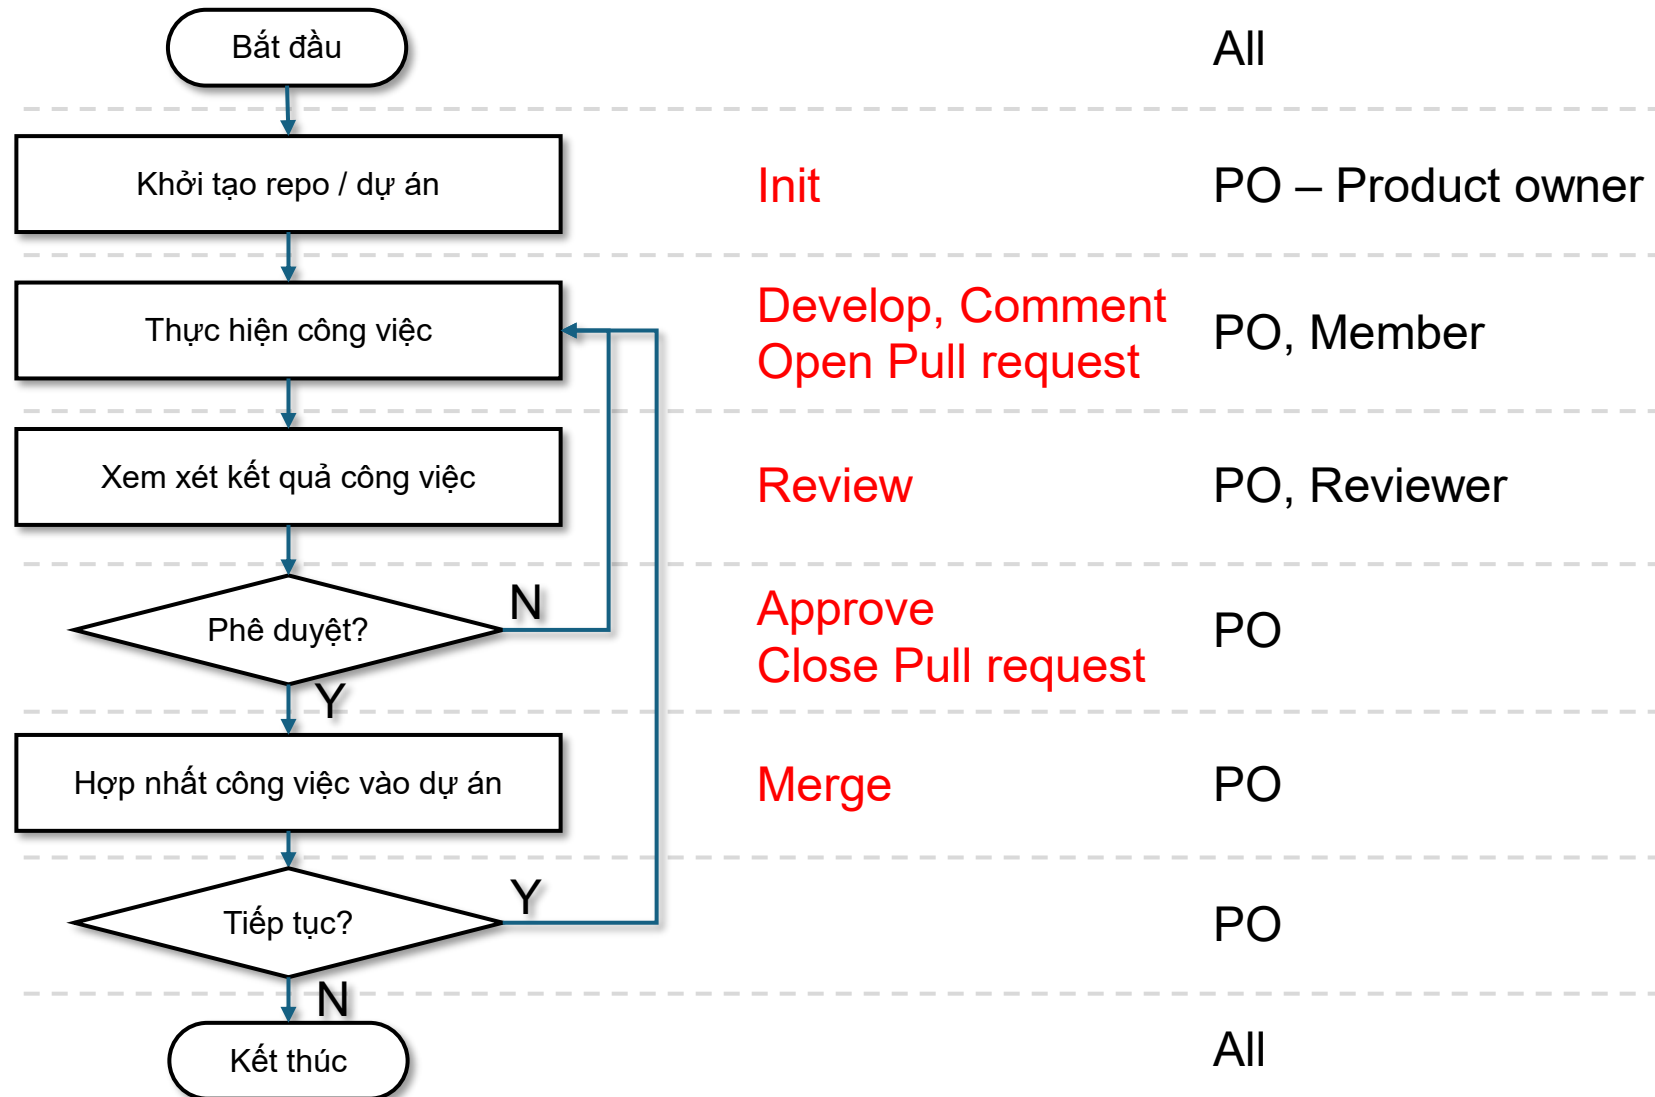 Bắt đầu
All
Khởi tạo repo / dự án
Init
PO – Product owner
Thực hiện công việc
Develop, Comment
Open Pull request
PO, Member
Xem xét kết quả công việc
Review
PO, Reviewer
Phê duyệt?
N
Approve
Close Pull request
PO
Y
Hợp nhất công việc vào dự án
Merge
PO
Tiếp tục?
Y
PO
N
Kết thúc
All